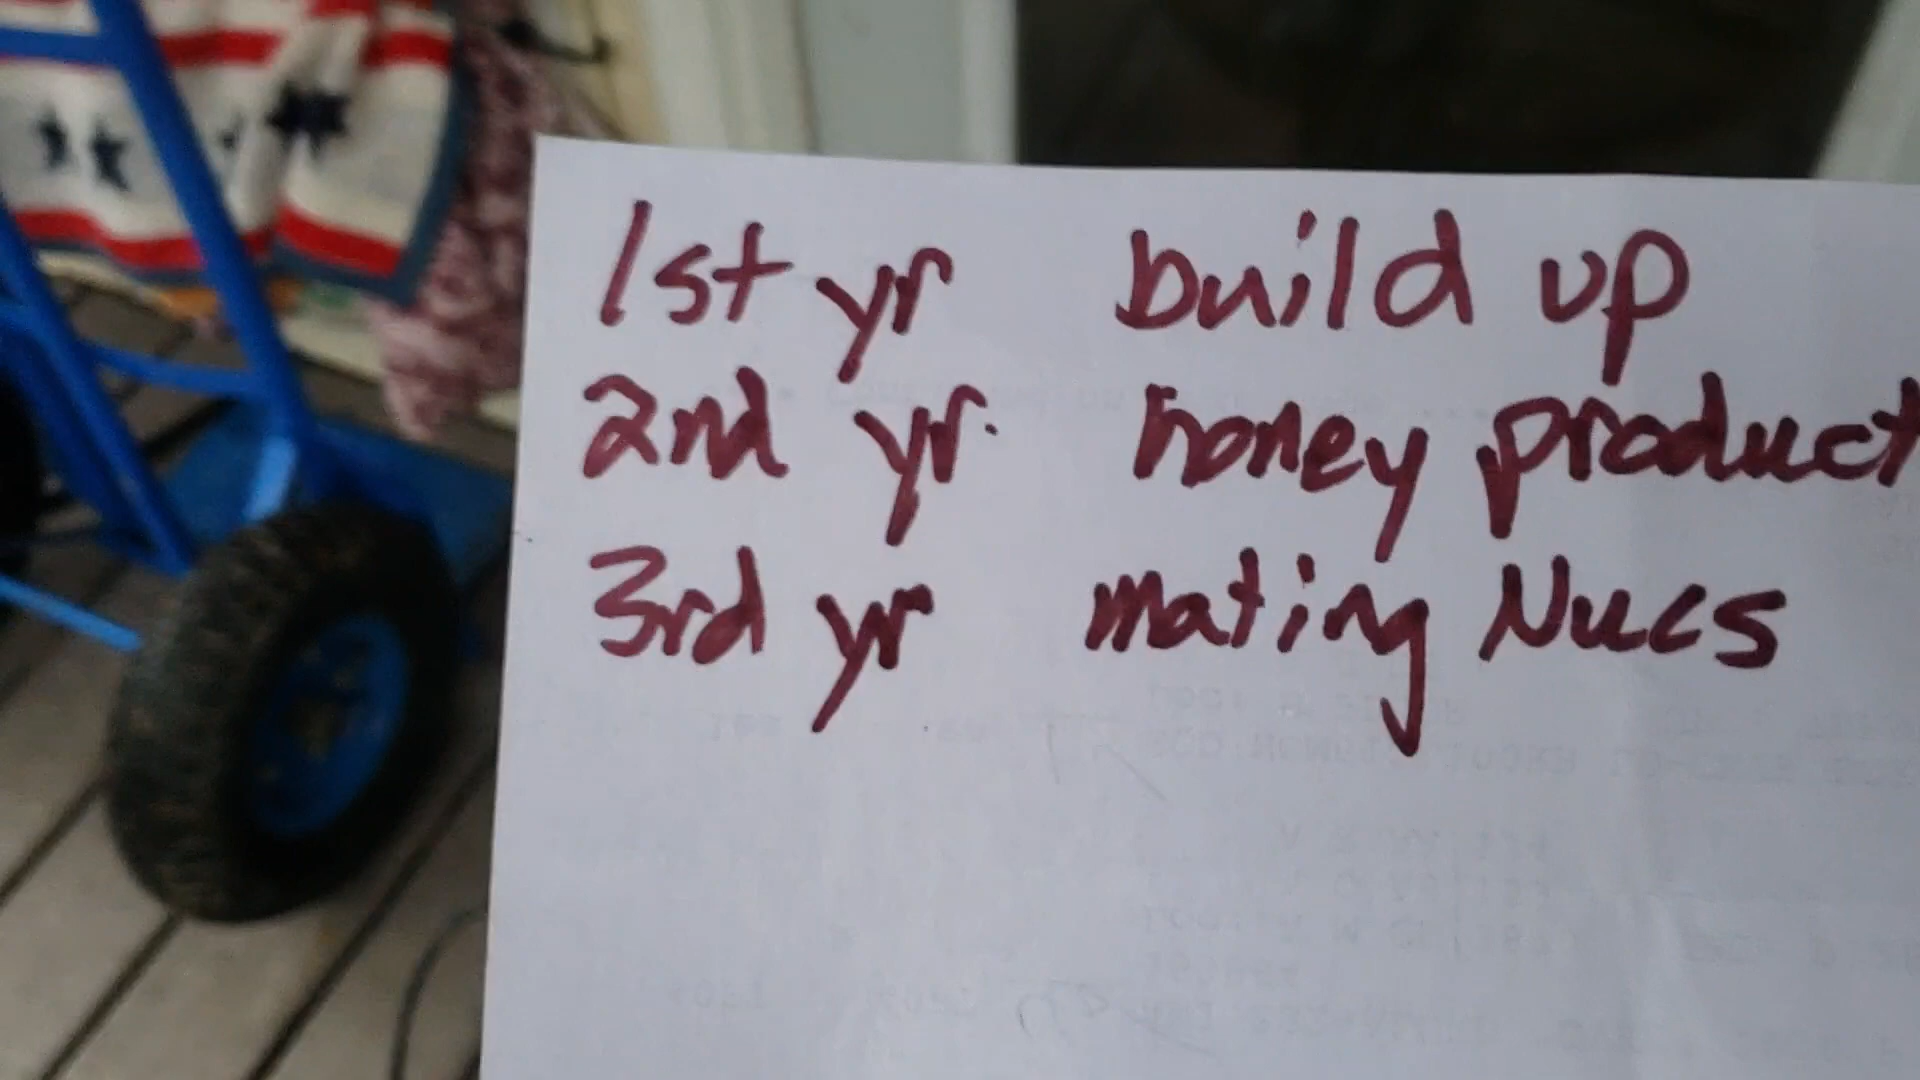 1st yr build up
2nd yr. honey product
3rd yr mating Nucs